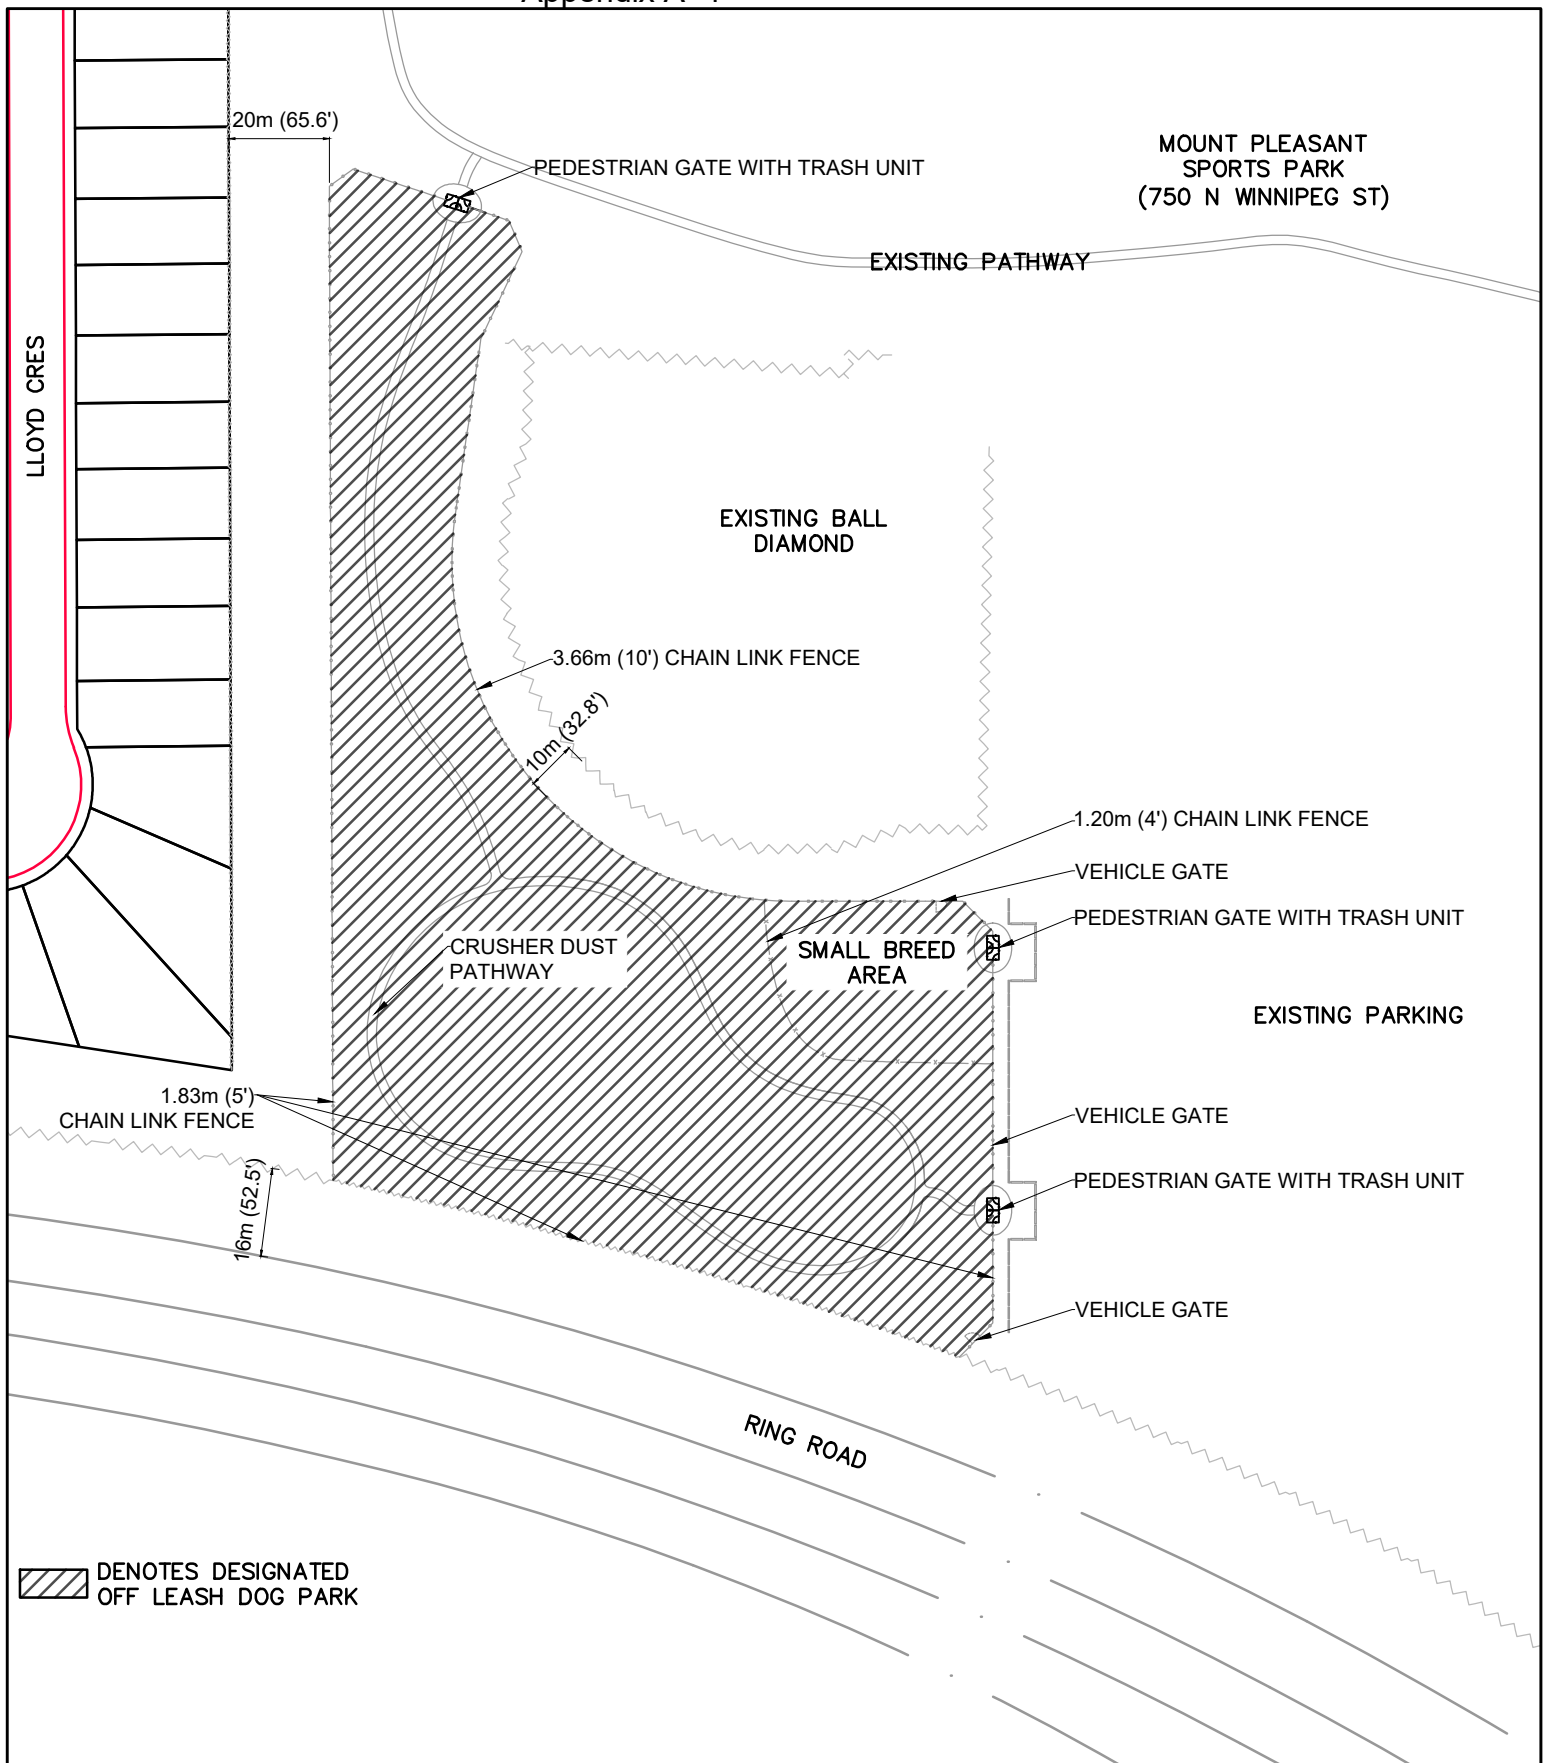 20m (65.6')
PEDESTRIAN GATE WITH TRASH UNIT
MOUNT PLEASANT
SPORTS PARK
(750 N WINNIPEG ST)
EXISTING PATHWAY
LLOYD CRES
EXISTING BALL
DIAMOND
3.66m (10') CHAIN LINK FENCE
10m (32.8')
1.20m (4') CHAIN LINK FENCE
VEHICLE GATE
PEDESTRIAN GATE WITH TRASH UNIT
CRUSHER DUST
PATHWAY
SMALL BREED
AREA
EXISTING PARKING
1.83m (5')
CHAIN LINK FENCE
VEHICLE GATE
16m (52.5')
PEDESTRIAN GATE WITH TRASH UNIT
VEHICLE GATE
RING ROAD
DENOTES DESIGNATED
OFF LEASH DOG PARK